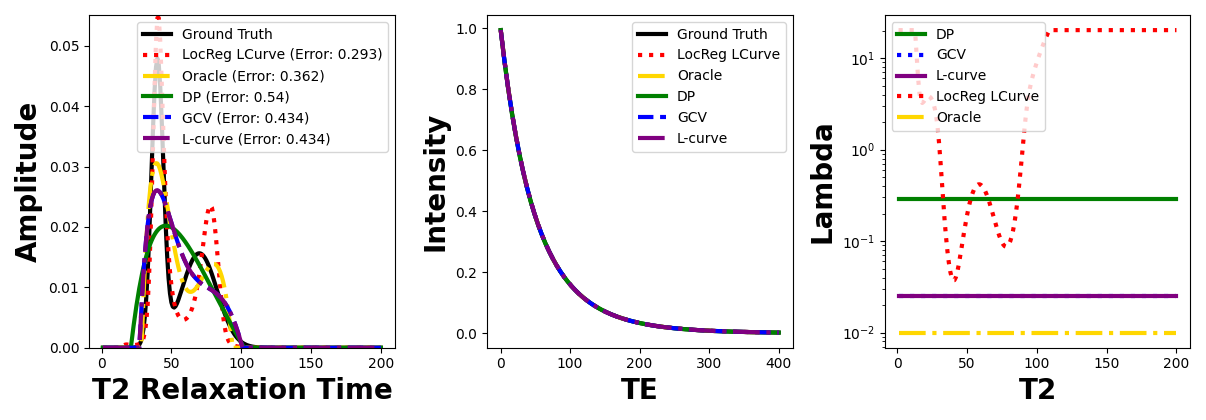 0.05
0.04
0.03
0.02
0.01
0.00
Amplitude
Ground Truth
LocReg LCurve (Error: 0.293)
Oracle (Error: 0.362)
DP (Error: 0.54)
GCV (Error: 0.434)
L-curve (Error: 0.434)
0 50 100 150 200
T2 Relaxation Time
1.0
0.8
0.6
0.4
0.2
0.0
Intensity
Ground Truth
LocReg LCurve
Oracle
DP
GCV
L-curve
0 100 200 300 400
TE
10¹
10⁰
10⁻¹
10⁻²
Lambda
DP
GCV
L-curve
LocReg LCurve
Oracle
0 50 100 150 200
T2